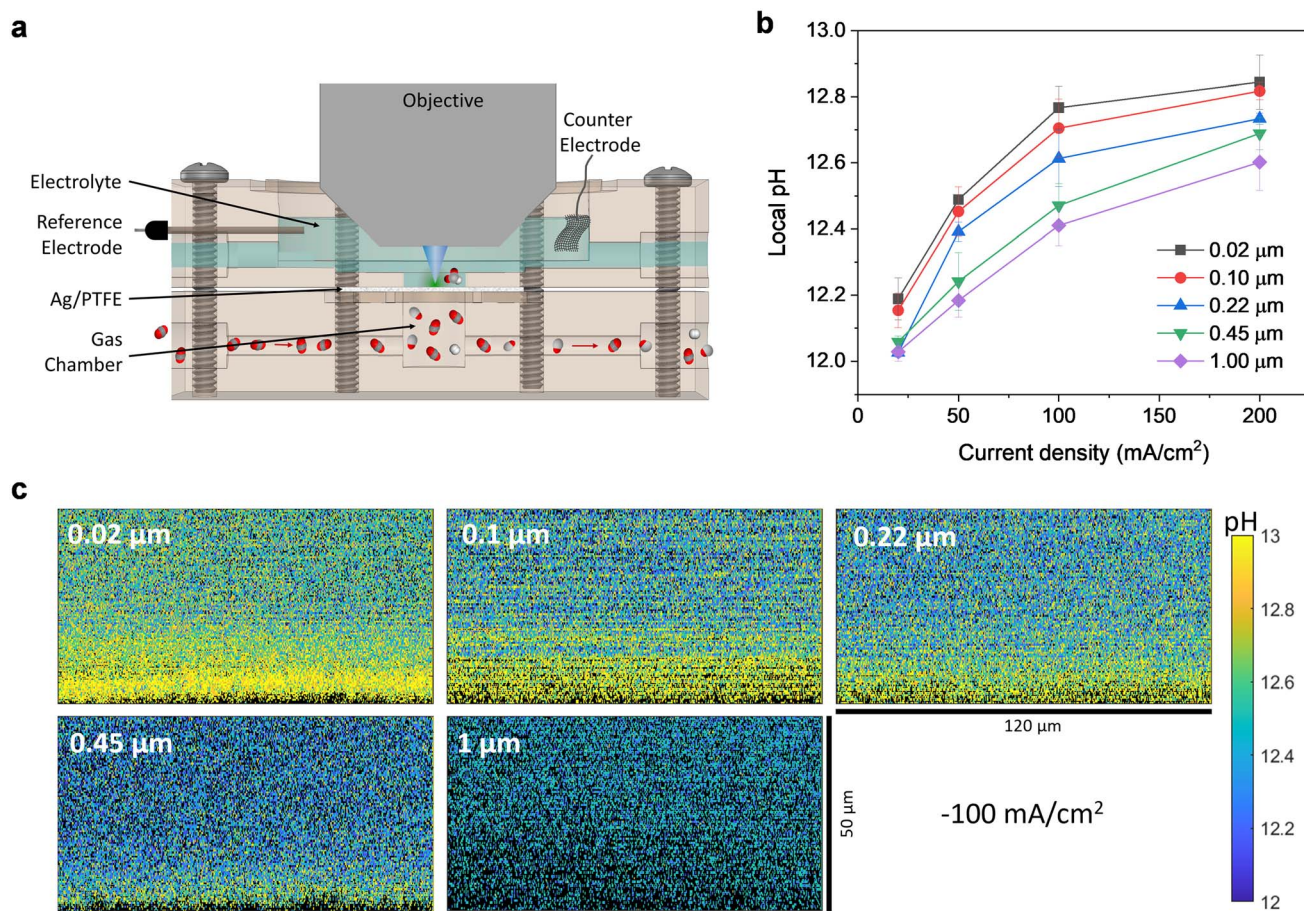 a
Objective
Counter
Electrode
Electrolyte
Reference
Electrode
Ag/PTFE
Gas
Chamber
b
13.0
12.8
12.6
12.4
12.2
12.0
Local pH
0
50
100
150
200
Current density (mA/cm²)
0.02 μm
0.10 μm
0.22 μm
0.45 μm
1.00 μm
c
0.02 μm
0.1 μm
0.22 μm
0.45 μm
1 μm
120 μm
50 μm
-100 mA/cm²
pH
13
12.8
12.6
12.4
12.2
12